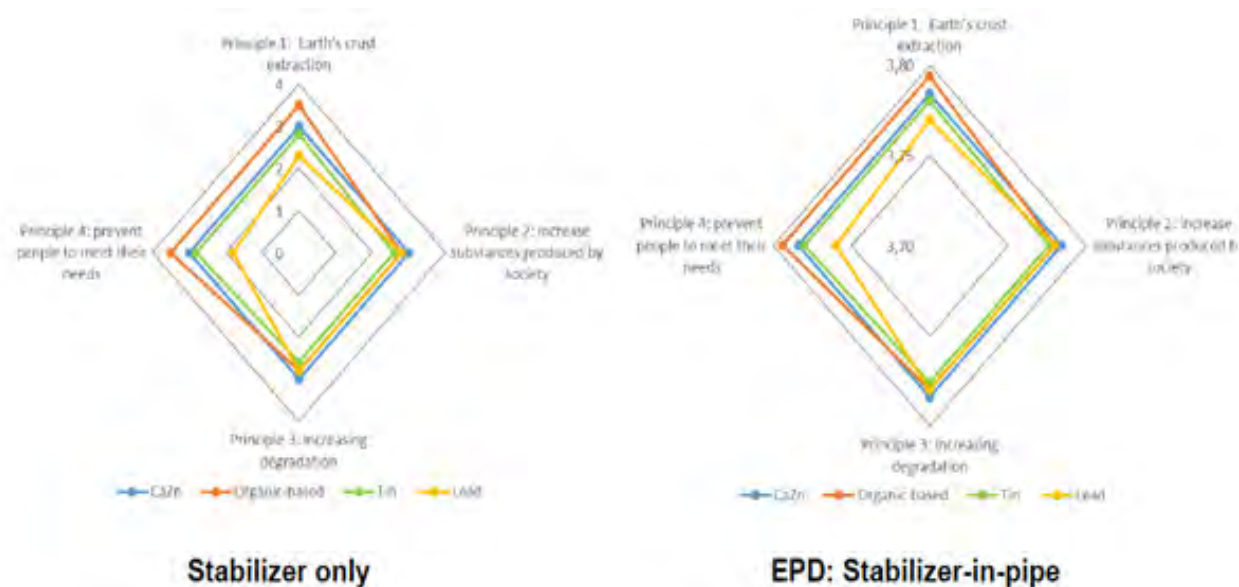 Principle 1: Earth's crust
extraction
4
3
2
1
0
Principle 4: prevent
people to meet their
needs
Principle 2: increase
substances produced by
society
Principle 3: increasing
degradation
CaZn Organic-based Tin Lead
Stabilizer only
Principle 1: Earth's crust
extraction
3,80
3,75
3,70
Principle 4: prevent
people to meet their
needs
Principle 2: increase
substances produced b
society
Principle 3: increasing
degradation
CaZn Organic-based Tin Lead
EPD: Stabilizer-in-pipe